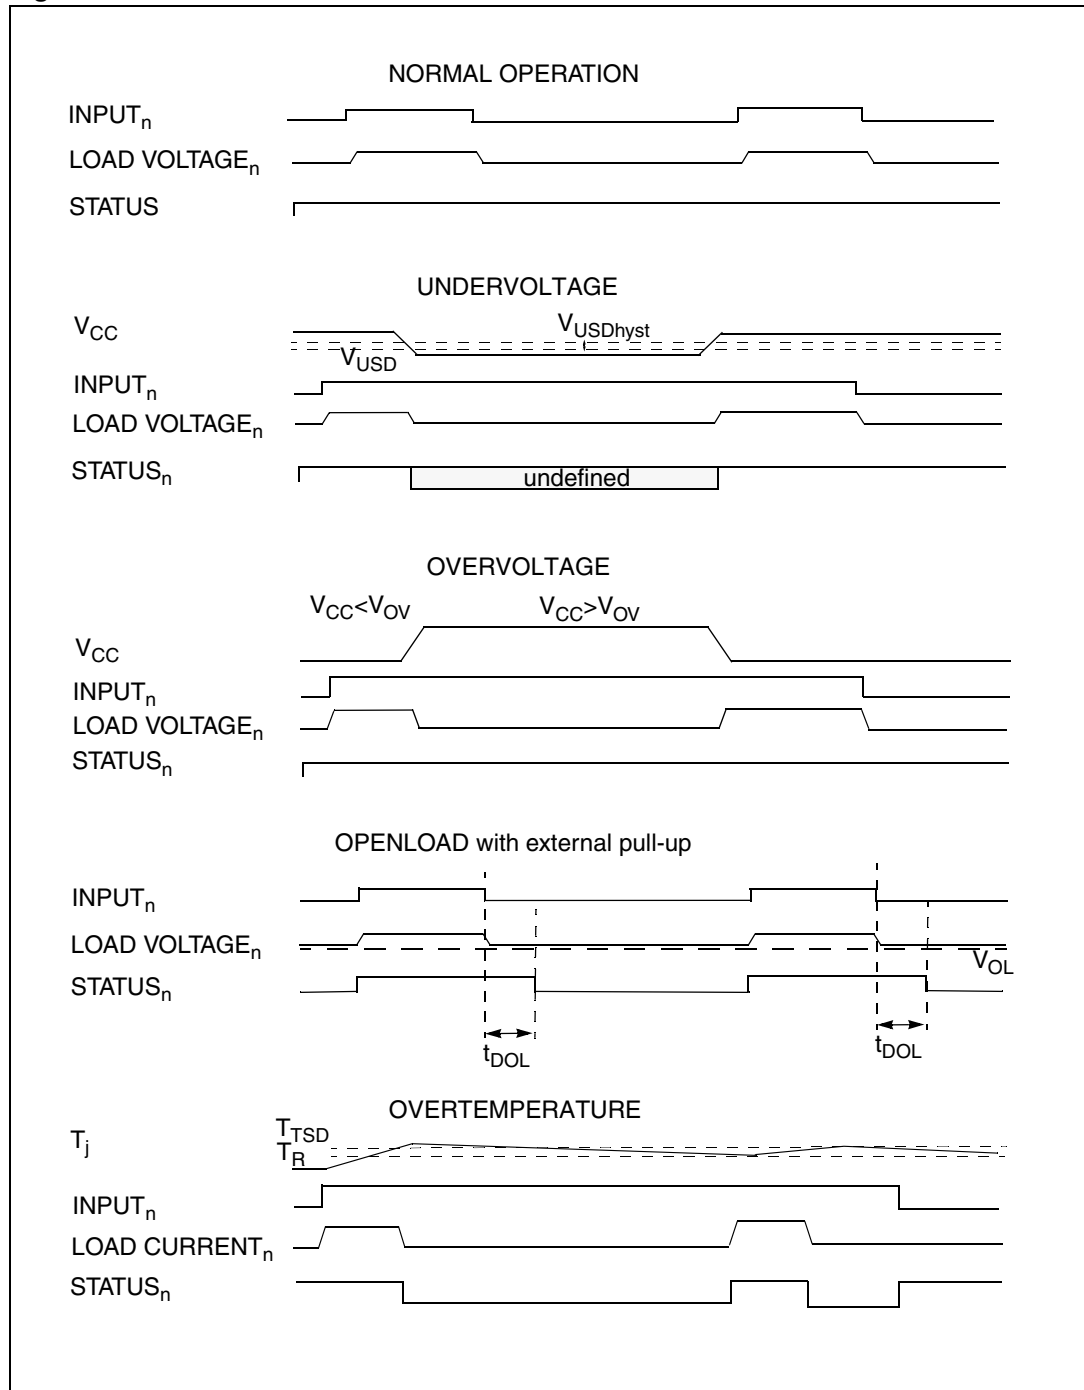 NORMAL OPERATION
INPUTn
LOAD VOLTAGEn
STATUS
UNDERVOLTAGE
VCC
VUSDhyst
VUSD
INPUTn
LOAD VOLTAGEn
STATUSn
undefined
OVERVOLTAGE
VCC<VOV
VCC>VOV
VCC
INPUTn
LOAD VOLTAGEn
STATUSn
OPENLOAD with external pull-up
INPUTn
LOAD VOLTAGEn
VOL
STATUSn
tDOL
tDOL
OVERTEMPERATURE
Tj
TTSD
TR
INPUTn
LOAD CURRENTn
STATUSn